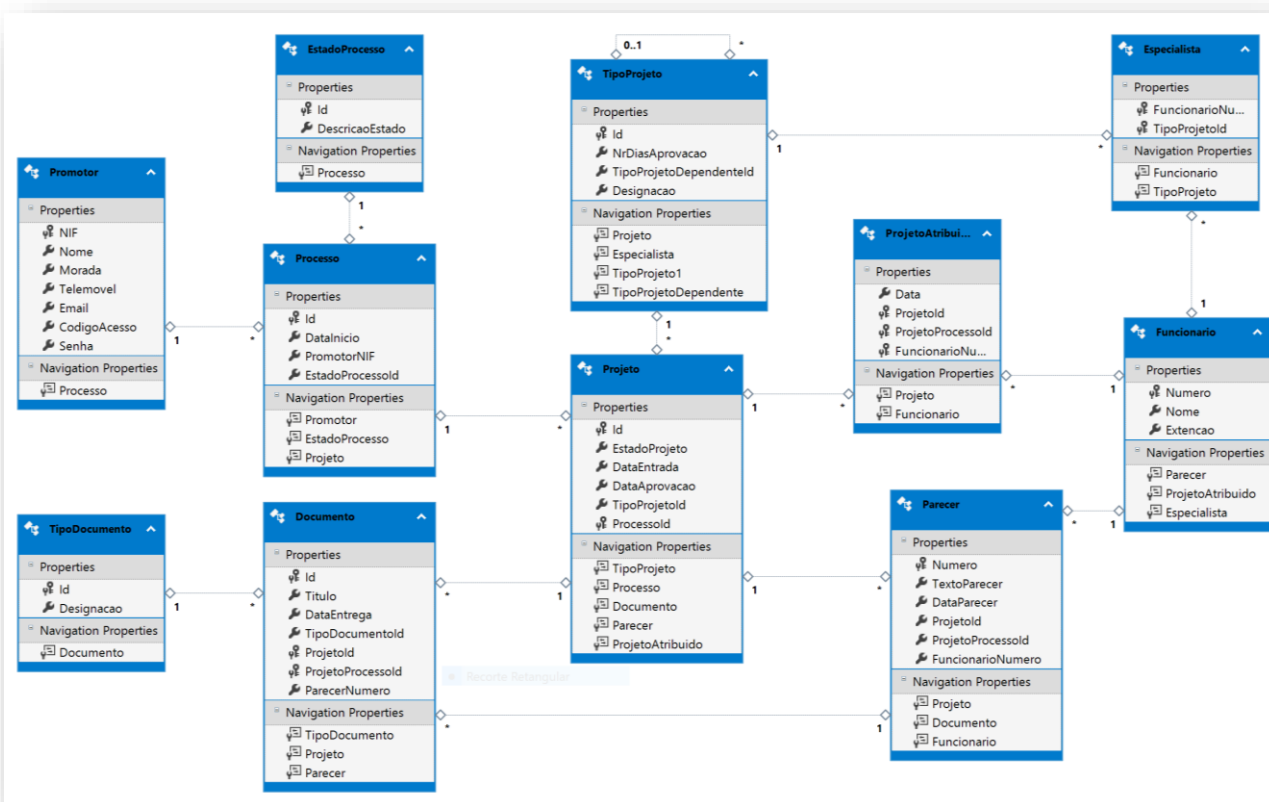 EstadoProcesso
Properties
Id
DescricaoEstado
Navigation Properties
Processo
0..1
*
TipoProjeto
Properties
Id
NrDiasAprovacao
TipoProjetoDependenteId
Designacao
Navigation Properties
Projeto
Especialista
TipoProjeto1
TipoProjetoDependente
Especialista
Properties
FuncionarioNu...
TipoProjetoId
Navigation Properties
Funcionario
TipoProjeto
1
*
Promotor
Properties
NIF
Nome
Morada
Telemovel
Email
CodigoAcesso
Senha
Navigation Properties
Processo
1
*
1
*
Processo
Properties
Id
DataInicio
PromotorNIF
EstadoProcessoId
Navigation Properties
Promotor
EstadoProcesso
Projeto
ProjetoAtribui...
Properties
Data
ProjetoId
ProjetoProcessoId
FuncionarioNu...
Navigation Properties
Projeto
Funcionario
*
1
Funcionario
Properties
Numero
Nome
Extencao
Navigation Properties
Parecer
ProjetoAtribuido
Especialista
1
*
1
*
Projeto
Properties
Id
EstadoProjeto
DataEntrada
DataAprovacao
TipoProjetoId
ProcessoId
Navigation Properties
TipoProjeto
Processo
Documento
Parecer
ProjetoAtribuido
1
*
*
1
TipoDocumento
Properties
Id
Designacao
Navigation Properties
Documento
1
*
Documento
Properties
Id
Titulo
DataEntrega
TipoDocumentoId
ProjetoId
ProjetoProcessoId
ParecerNumero
Navigation Properties
TipoDocumento
Projeto
Parecer
*
1
Recorte Retangular
Parecer
Properties
Numero
TextoParecer
DataParecer
ProjetoId
ProjetoProcessoId
FuncionarioNumero
Navigation Properties
Projeto
Documento
Funcionario
*
1
1
*
*
1